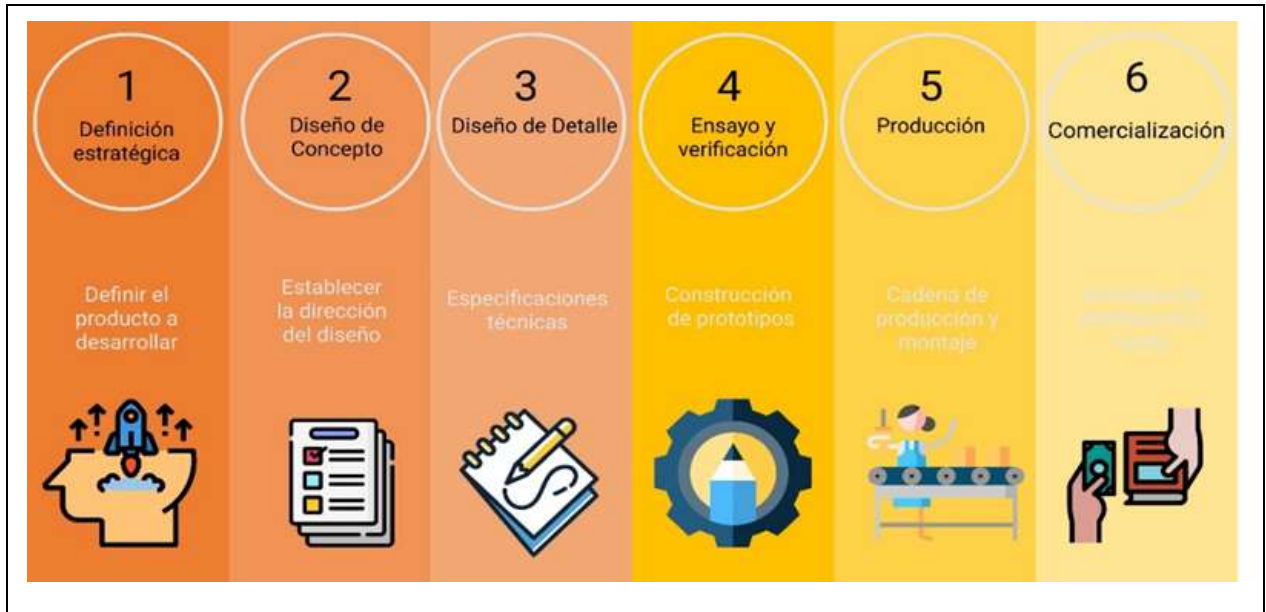 1
Definición
estratégica
2
Diseño de
Concepto
3
Diseño de Detalle
4
Ensayo y
verificación
5
Producción
6
Comercialización
Definir el
producto a
desarrollar
Establecer
la dirección
del diseño
Especificaciones
técnicas
Construcción
de prototipos
Cadena de
producción y
montaje